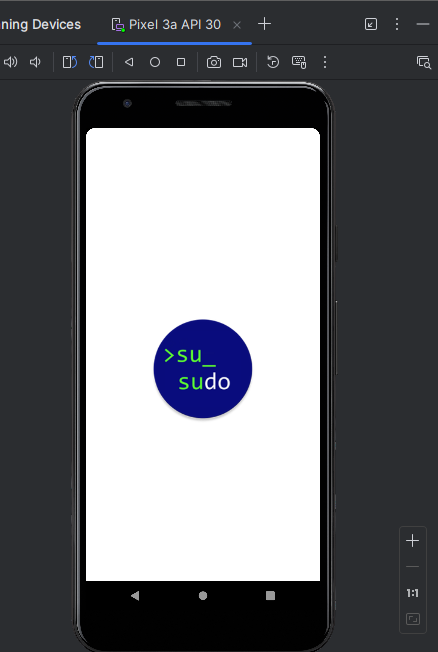 ning Devices
Pixel 3a API 30
>su_
sudo
1:1